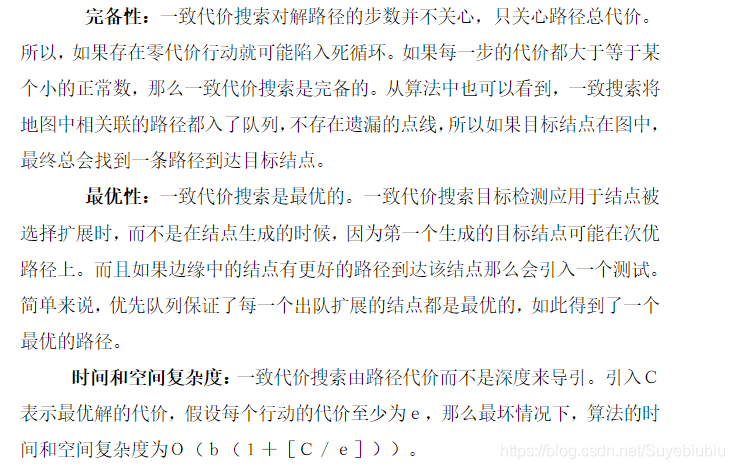 完备性：一致代价搜索对解路径的步数并不关心，只关心路径总代价。
所以，如果存在零代价行动就可能陷入死循环。如果每一步的代价都大于等于某
个小的正常数，那么一致代价搜索是完备的。从算法中也可以看到，一致搜索将
地图中相关联的路径都入了队列，不存在遗漏的点线，所以如果目标结点在图中，
最终总会找到一条路径到达目标结点。
最优性：一致代价搜索是最优的。一致代价搜索目标检测应用于结点被
选择扩展时，而不是在结点生成的时候，因为第一个生成的目标结点可能在次优
路径上。而且如果边缘中的结点有更好的路径到达该结点那么会引入一个测试。
简单来说，优先队列保证了每一个出队扩展的结点都是最优的，如此得到了一个
最优的路径。
时间和空间复杂度：一致代价搜索由路径代价而不是深度来导引。引入Ｃ
表示最优解的代价，假设每个行动的代价至少为ｅ，那么最坏情况下，算法的时
间和空间复杂度为Ｏ（ｂ（１＋［Ｃ／ｅ］））。
https://blog.csdn.net/Suyebiubiu